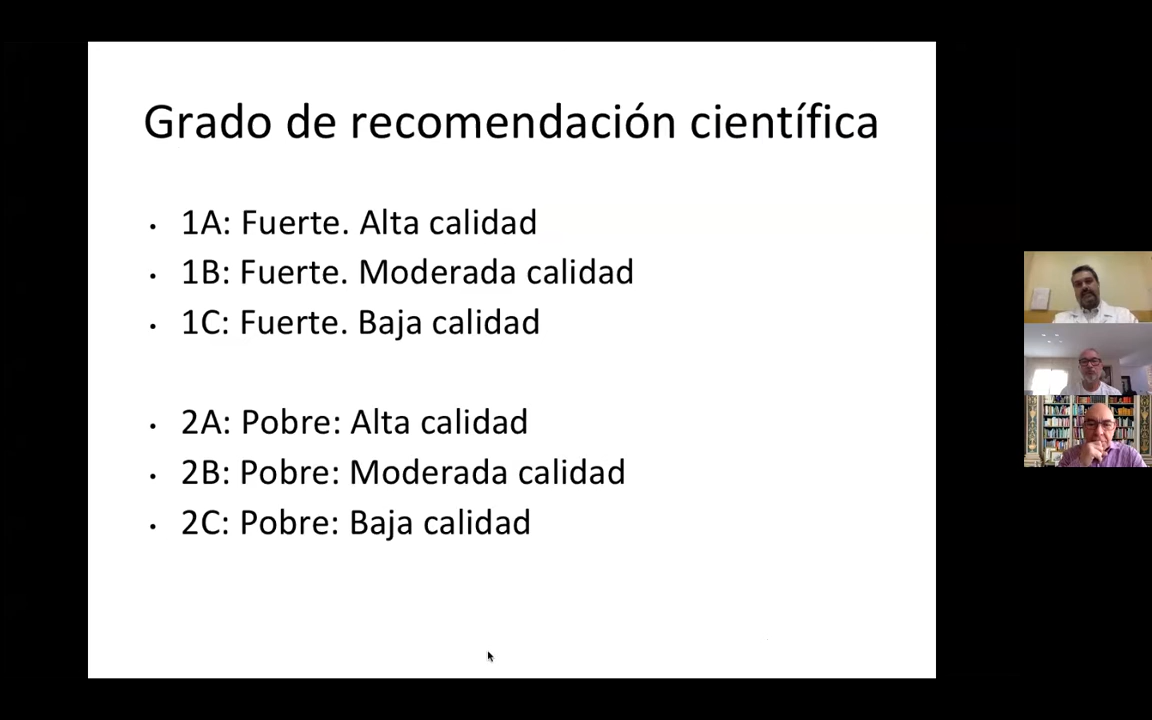 Grado de recomendación científica
• 1A: Fuerte. Alta calidad
• 1B: Fuerte. Moderada calidad
• 1C: Fuerte. Baja calidad
• 2A: Pobre: Alta calidad
• 2B: Pobre: Moderada calidad
• 2C: Pobre: Baja calidad